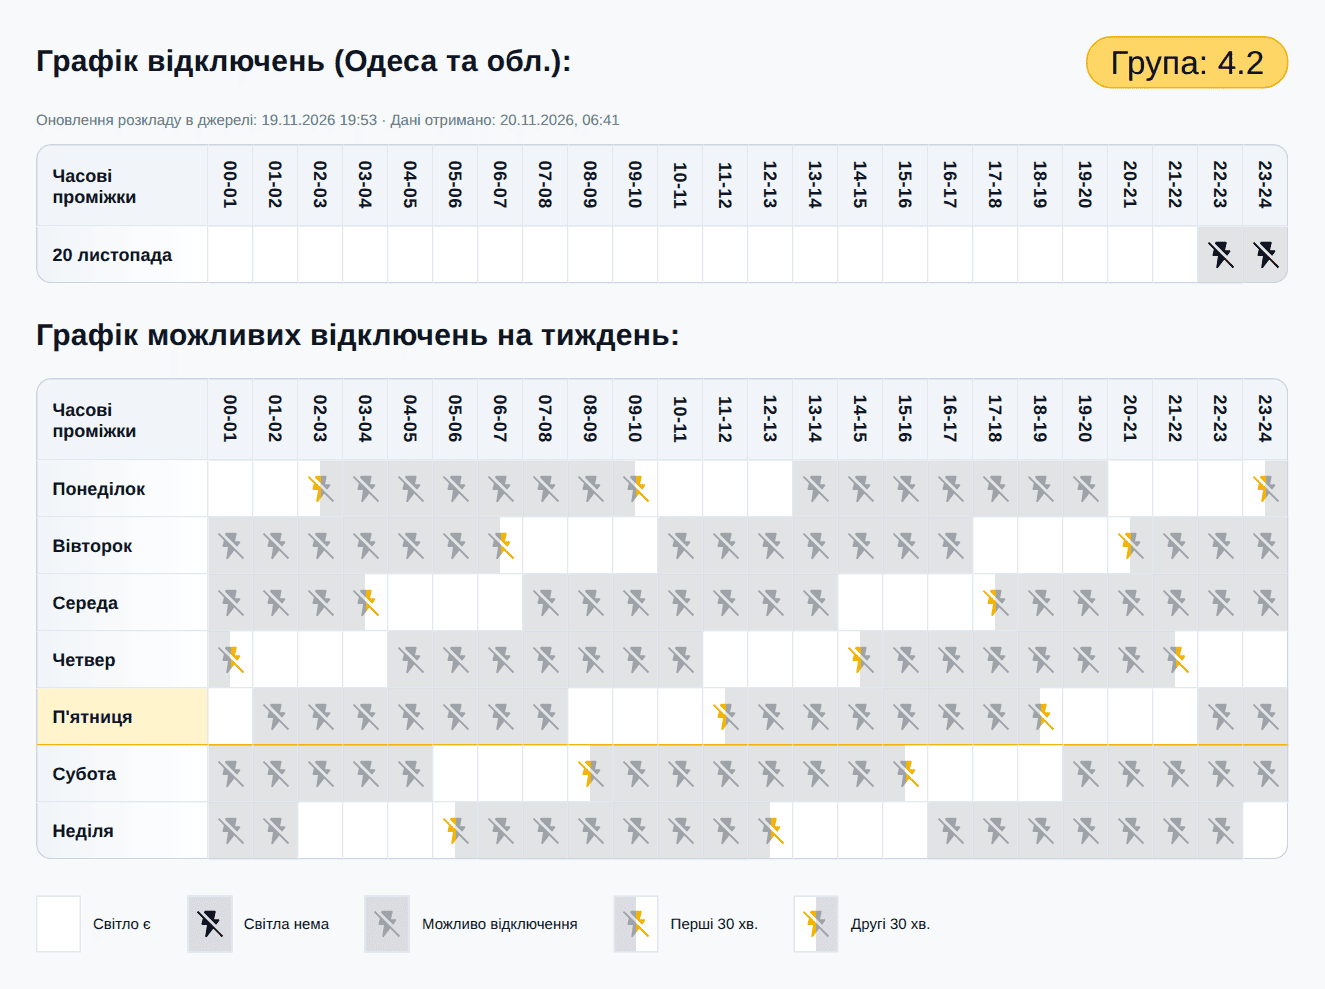 Графік відключень (Одеса та обл.):
Група: 4.2
Оновлення розкладу в джерелі: 19.11.2026 19:53 · Дані отримано: 20.11.2026, 06:41
Часові проміжки 00-01 01-02 02-03 03-04 04-05 05-06 06-07 07-08 08-09 09-10 10-11 11-12 12-13 13-14 14-15 15-16 16-17 17-18 18-19 19-20 20-21 21-22 22-23 23-24
20 листопада
Графік можливих відключень на тиждень:
Часові проміжки 00-01 01-02 02-03 03-04 04-05 05-06 06-07 07-08 08-09 09-10 10-11 11-12 12-13 13-14 14-15 15-16 16-17 17-18 18-19 19-20 20-21 21-22 22-23 23-24
Понеділок
Вівторок
Середа
Четвер
П'ятниця
Субота
Неділя
Світло є
Світла нема
Можливо відключення
Перші 30 хв.
Другі 30 хв.